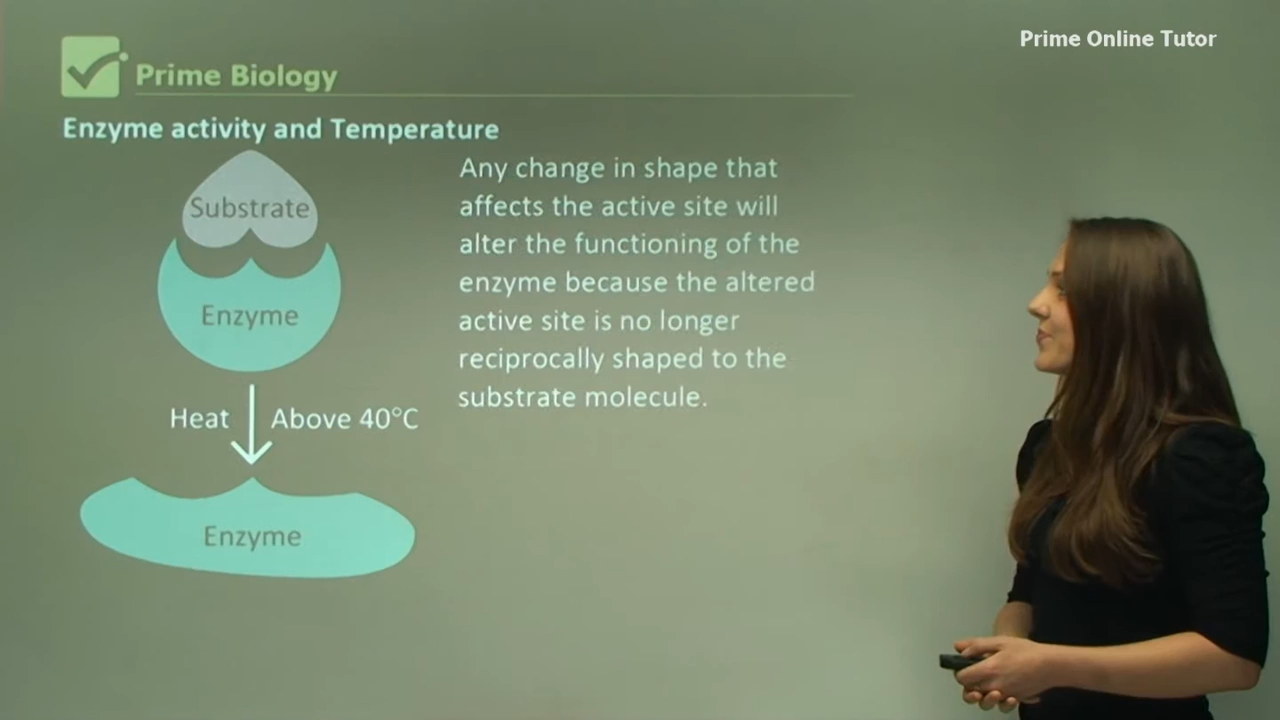 Prime Online Tutor
Prime Biology
Enzyme activity and Temperature
Substrate
Enzyme
Heat
Above 40°C
Enzyme
Any change in shape that
affects the active site will
alter the functioning of the
enzyme because the altered
active site is no longer
reciprocally shaped to the
substrate molecule.